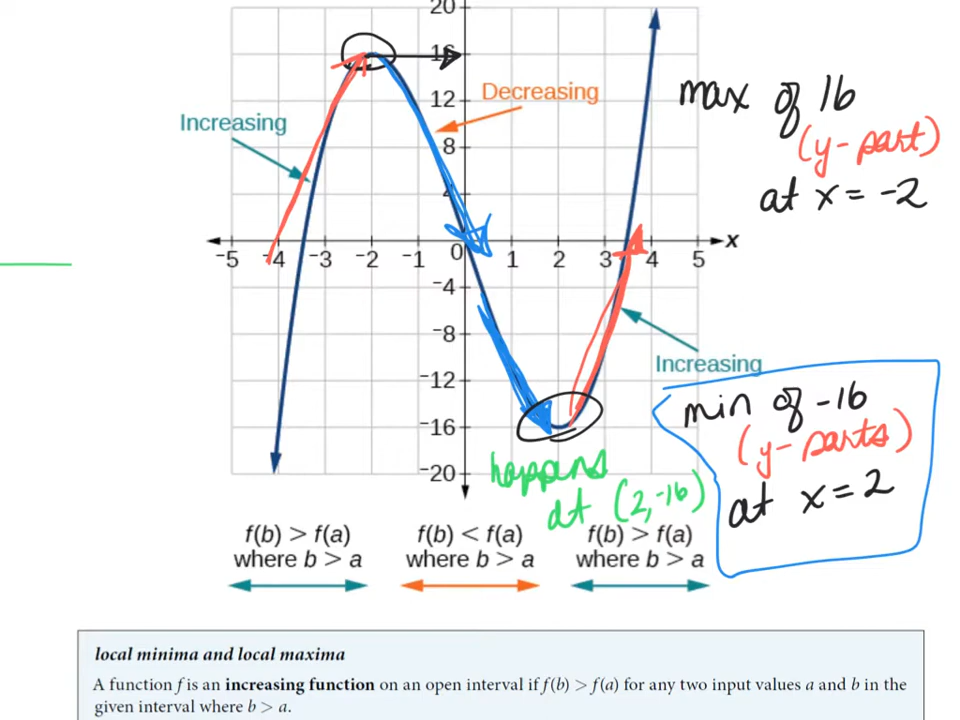 20
16
12
8
4
0
-4
-8
-12
-16
-20
-5 -4 -3 -2 -1 1 2 3 4 5 x
Increasing
Decreasing
Increasing
max of 16
(y-part)
at x = -2
min of -16
(y-parts)
at x = 2
happens
at (2, -16)
f(b) > f(a)
where b > a
f(b) < f(a)
where b > a
f(b) > f(a)
where b > a
local minima and local maxima
A function f is an increasing function on an open interval if f(b) > f(a) for any two input values a and b in the
given interval where b > a.